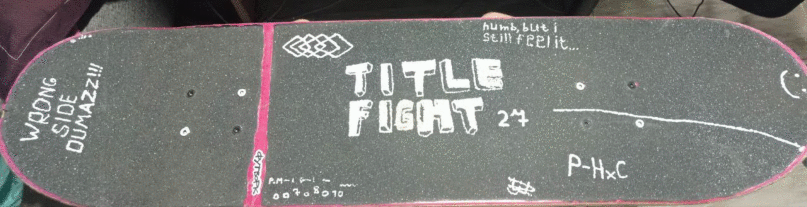 WRONG
SIDE
DUMAZZ!!!
numb, but i
still feel it...
TITLE
FIGHT
27
P-HxC